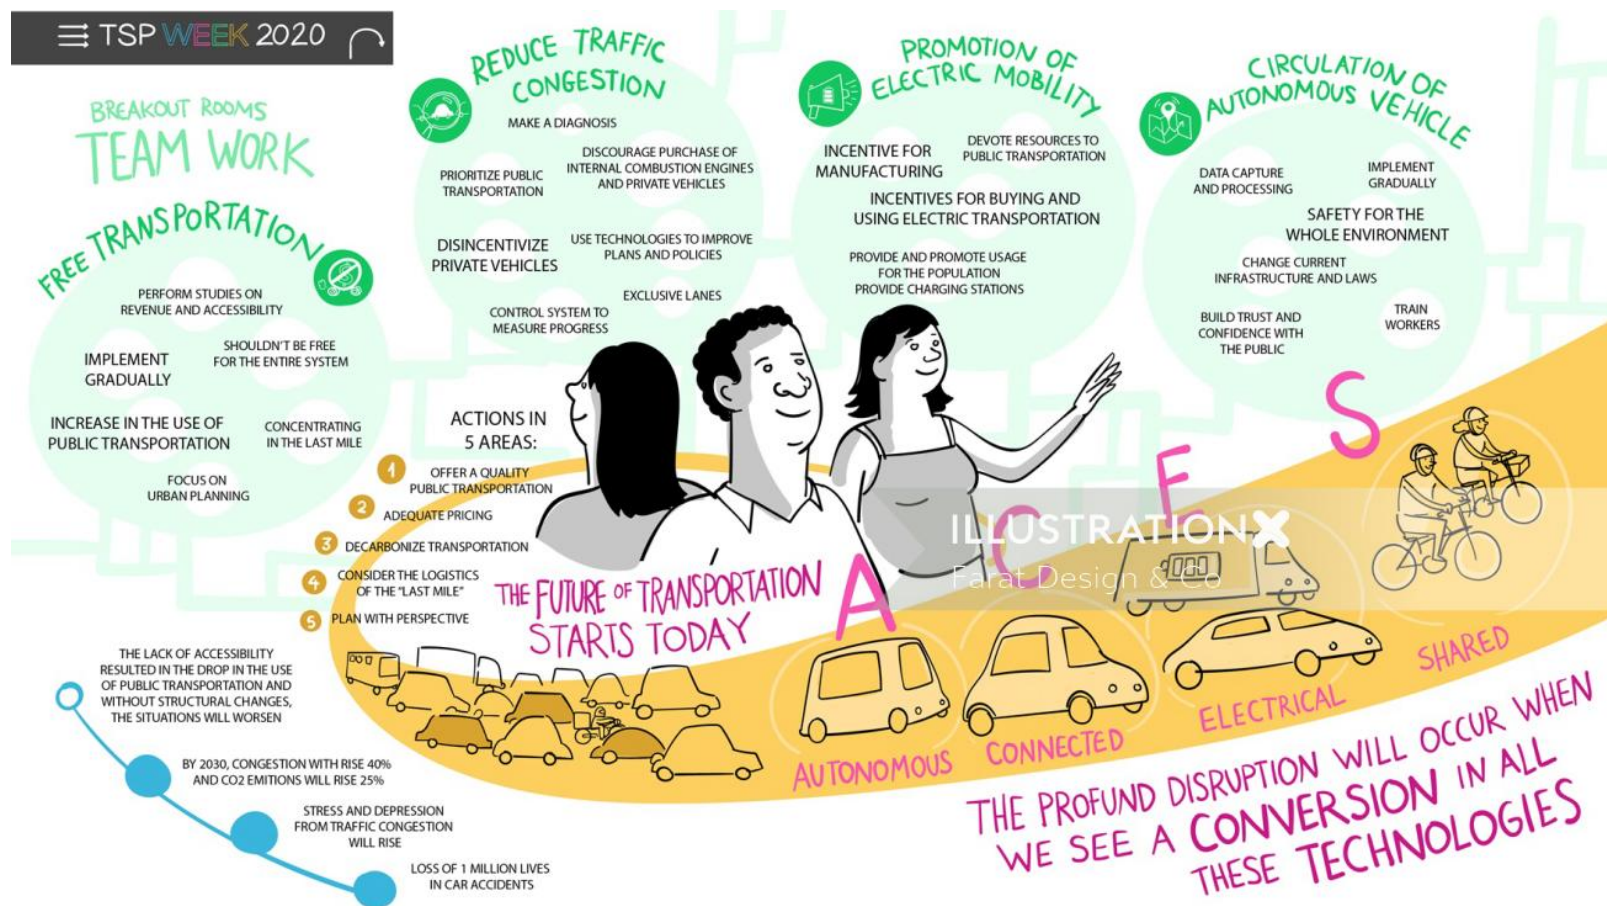 TSP WEEK 2020
BREAKOUT ROOMS
TEAM WORK
FREE TRANSPORTATION
PERFORM STUDIES ON
REVENUE AND ACCESSIBILITY
SHOULDN'T BE FREE
FOR THE ENTIRE SYSTEM
IMPLEMENT
GRADUALLY
INCREASE IN THE USE OF
PUBLIC TRANSPORTATION
CONCENTRATING
IN THE LAST MILE
FOCUS ON
URBAN PLANNING
REDUCE TRAFFIC
CONGESTION
MAKE A DIAGNOSIS
DISCOURAGE PURCHASE OF
INTERNAL COMBUSTION ENGINES
AND PRIVATE VEHICLES
PRIORITIZE PUBLIC
TRANSPORTATION
DISINCENTIVIZE
PRIVATE VEHICLES
USE TECHNOLOGIES TO IMPROVE
PLANS AND POLICIES
EXCLUSIVE LANES
CONTROL SYSTEM TO
MEASURE PROGRESS
PROMOTION OF
ELECTRIC MOBILITY
DEVOTE RESOURCES TO
PUBLIC TRANSPORTATION
INCENTIVE FOR
MANUFACTURING
INCENTIVES FOR BUYING AND
USING ELECTRIC TRANSPORTATION
PROVIDE AND PROMOTE USAGE
FOR THE POPULATION
PROVIDE CHARGING STATIONS
CIRCULATION OF
AUTONOMOUS VEHICLE
DATA CAPTURE
AND PROCESSING
IMPLEMENT
GRADUALLY
SAFETY FOR THE
WHOLE ENVIRONMENT
CHANGE CURRENT
INFRASTRUCTURE AND LAWS
BUILD TRUST AND
CONFIDENCE WITH
THE PUBLIC
TRAIN
WORKERS
ACTIONS IN
5 AREAS:
1 OFFER A QUALITY
PUBLIC TRANSPORTATION
2 ADEQUATE PRICING
3 DECARBONIZE TRANSPORTATION
4 CONSIDER THE LOGISTICS
OF THE "LAST MILE"
5 PLAN WITH PERSPECTIVE
THE FUTURE OF TRANSPORTATION
STARTS TODAY
A C E S
ILLUSTRATIONX
Farat Design & Co
AUTONOMOUS
CONNECTED
ELECTRICAL
SHARED
THE LACK OF ACCESSIBILITY
RESULTED IN THE DROP IN THE USE
OF PUBLIC TRANSPORTATION AND
WITHOUT STRUCTURAL CHANGES,
THE SITUATIONS WILL WORSEN
BY 2030, CONGESTION WITH RISE 40%
AND CO2 EMITIONS WILL RISE 25%
STRESS AND DEPRESSION
FROM TRAFFIC CONGESTION
WILL RISE
LOSS OF 1 MILLION LIVES
IN CAR ACCIDENTS
THE PROFUND DISRUPTION WILL OCCUR WHEN
WE SEE A CONVERSION IN ALL
THESE TECHNOLOGIES